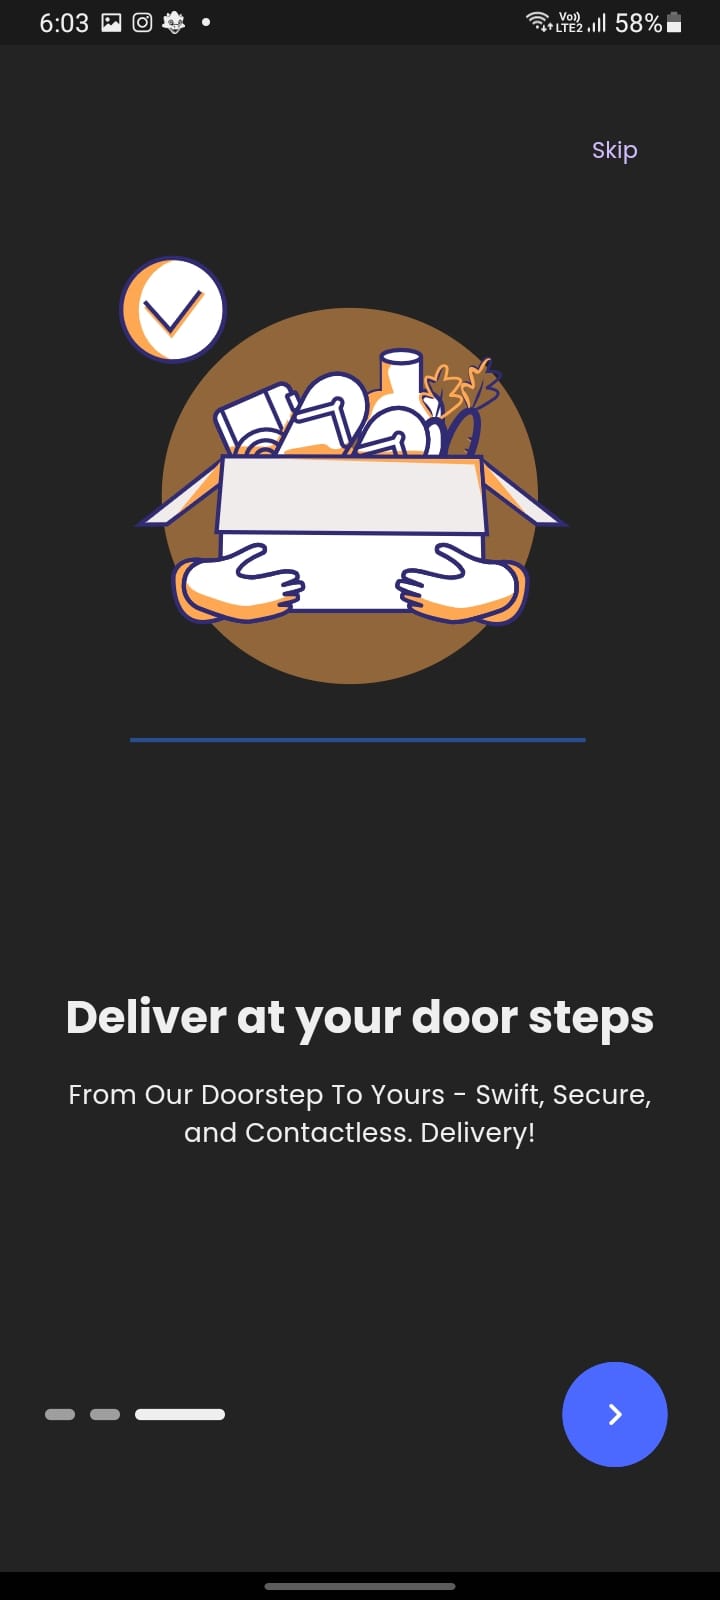 6:03
Vo))
LTE2
58%
Skip
Deliver at your door steps
From Our Doorstep To Yours - Swift, Secure,
and Contactless. Delivery!